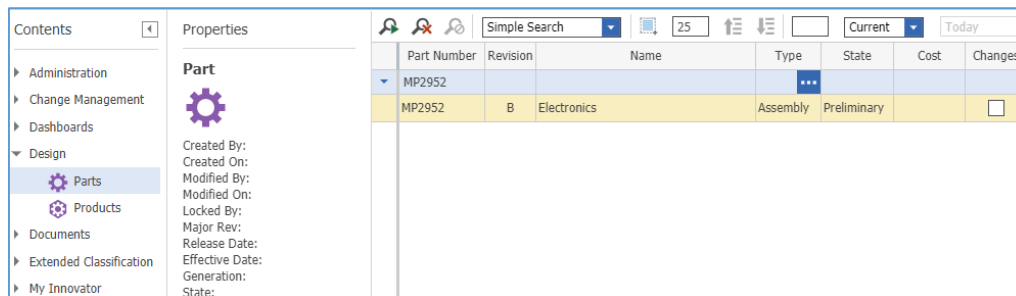 Contents
Administration
Change Management
Dashboards
Design
Parts
Products
Documents
Extended Classification
My Innovator
Properties
Part
Created By:
Created On:
Modified By:
Modified On:
Locked By:
Major Rev:
Release Date:
Effective Date:
Generation:
State:
Simple Search 25 Current Today
Part Number Revision Name Type State Cost Changes
MP2952 ...
MP2952 B Electronics Assembly Preliminary